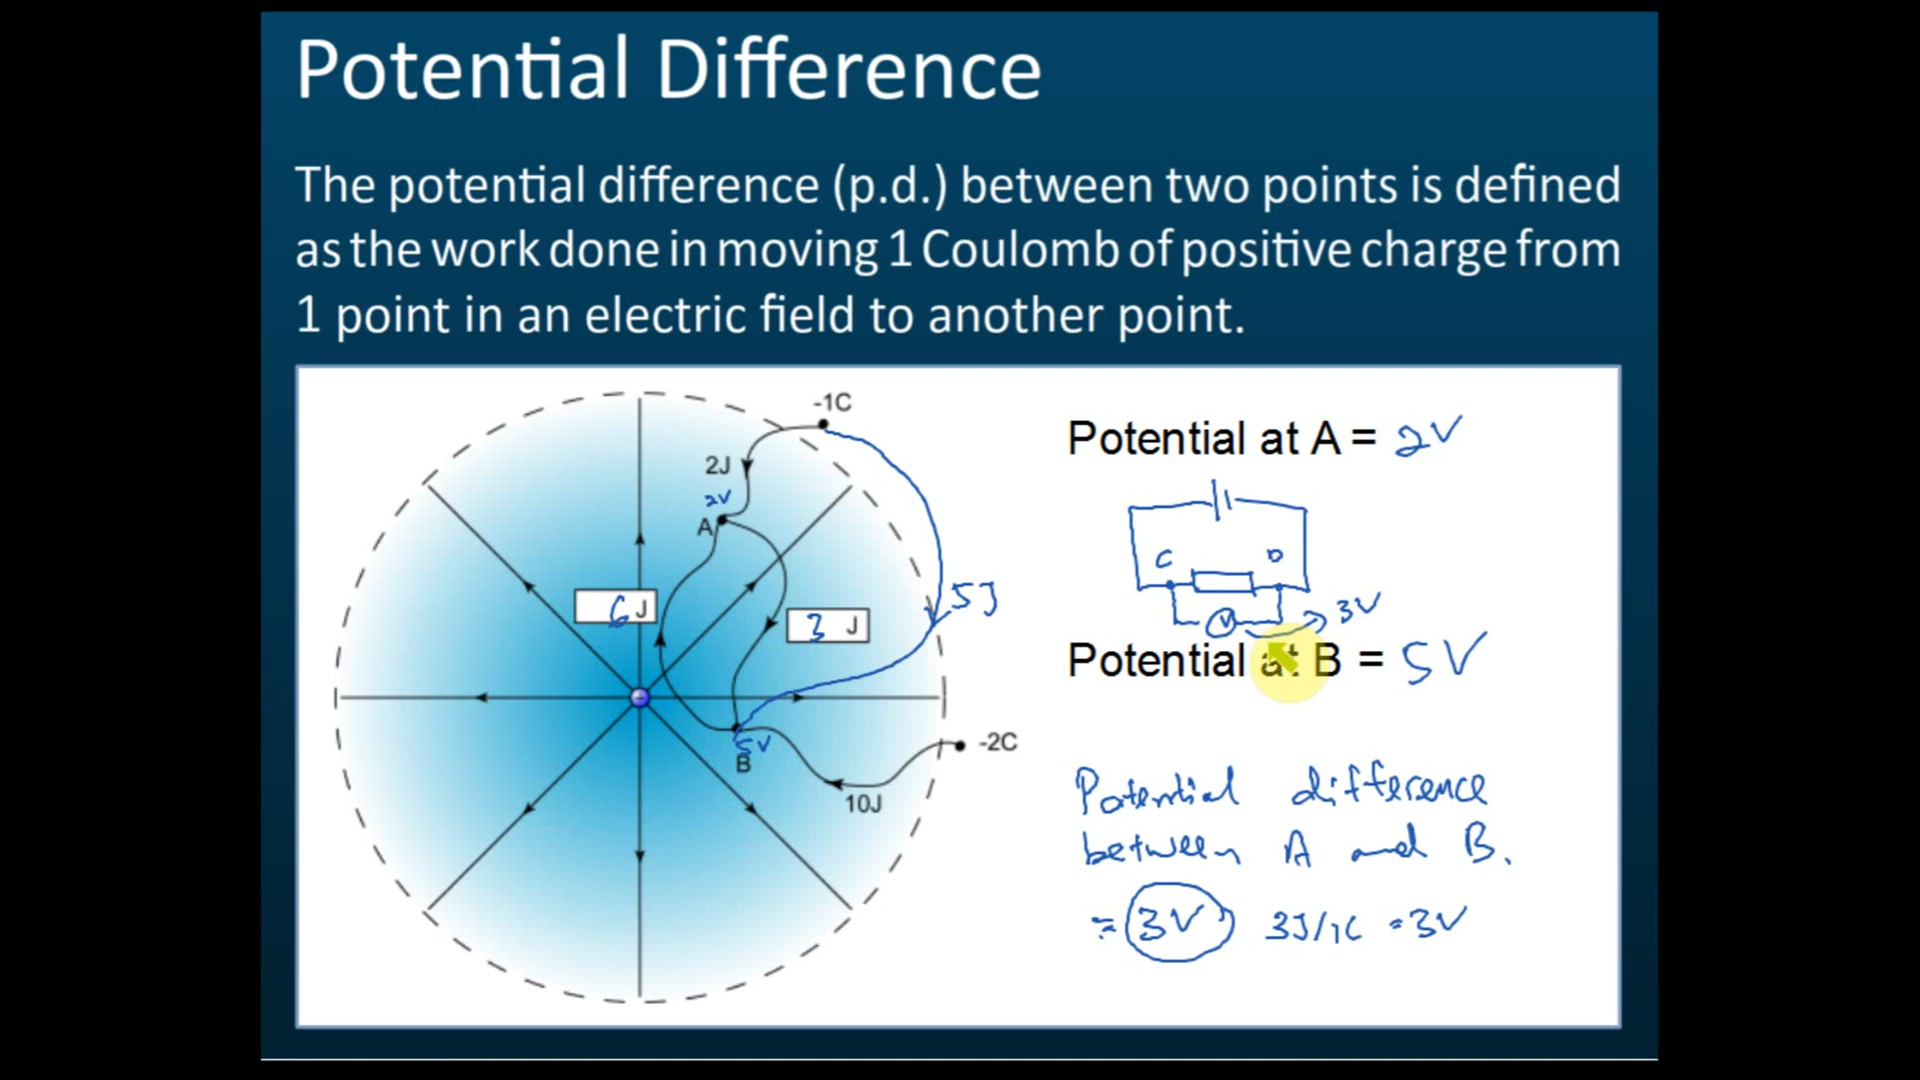 Potential Difference
The potential difference (p.d.) between two points is defined
as the work done in moving 1 Coulomb of positive charge from
1 point in an electric field to another point.
-1C
2J
2V
A
6 J
3 J
5J
5V
B
-2C
10J
Potential at A = 2V
C D
V 3V
Potential at B = 5V
Potential difference
between A and B.
= 3V 3J/1C = 3V